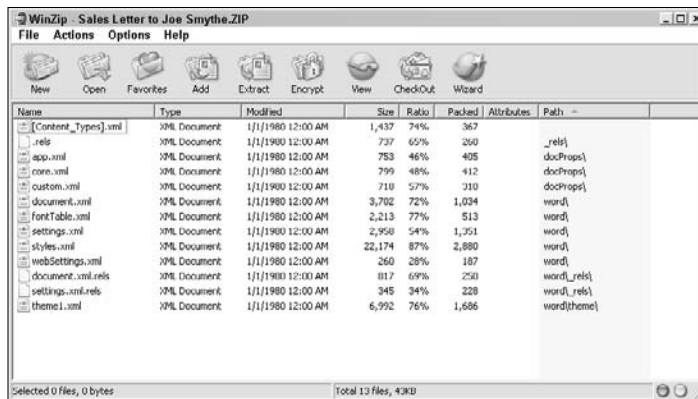 WinZip - Sales Letter to Joe Smythe.ZIP
File Actions Options Help
New Open Favorites Add Extract Encrypt View CheckOut Wizard
Name Type Modified Size Ratio Packed Attributes Path
[Content_Types].xml XML Document 1/1/1980 12:00 AM 1,437 74% 367
.rels XML Document 1/1/1980 12:00 AM 737 65% 260 _rels\
app.xml XML Document 1/1/1980 12:00 AM 753 46% 405 docProps\
core.xml XML Document 1/1/1980 12:00 AM 799 48% 412 docProps\
custom.xml XML Document 1/1/1980 12:00 AM 718 57% 310 docProps\
document.xml XML Document 1/1/1980 12:00 AM 3,702 72% 1,034 word\
fontTable.xml XML Document 1/1/1980 12:00 AM 2,213 77% 513 word\
settings.xml XML Document 1/1/1980 12:00 AM 2,958 54% 1,351 word\
styles.xml XML Document 1/1/1980 12:00 AM 22,174 87% 2,880 word\
webSettings.xml XML Document 1/1/1980 12:00 AM 260 28% 187 word\
document.xml.rels XML Document 1/1/1980 12:00 AM 817 69% 250 word\_rels\
settings.xml.rels XML Document 1/1/1980 12:00 AM 345 34% 228 word\_rels\
theme1.xml XML Document 1/1/1980 12:00 AM 6,992 76% 1,686 word\theme\
Selected 0 files, 0 bytes Total 13 files, 43KB